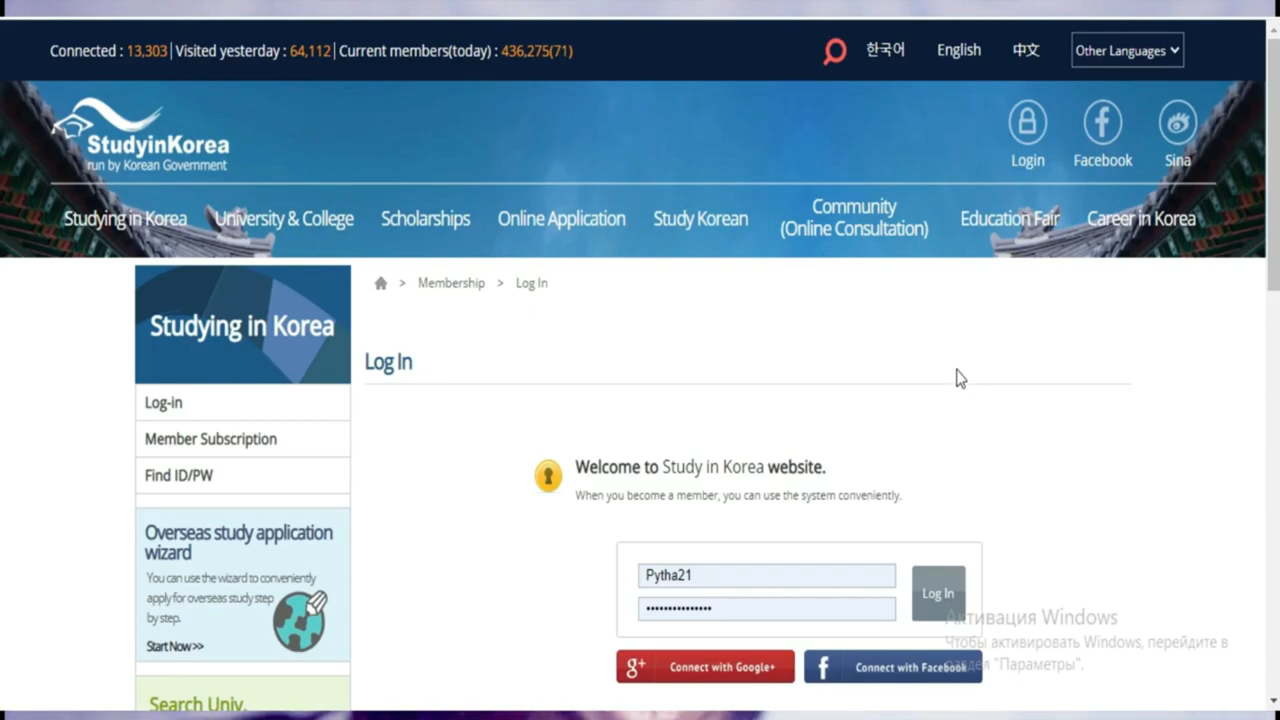 Connected : 13,303 | Visited yesterday : 64,112 | Current members(today) : 436,275(71)
한국어 English 中文 Other Languages
StudyinKorea
run by Korean Government
Login Facebook Sina
Studying in Korea University & College Scholarships Online Application Study Korean Community (Online Consultation) Education Fair Career in Korea
Studying in Korea
> Membership > Log In
Log In
Log-in
Member Subscription
Find ID/PW
Welcome to Study in Korea website.
When you become a member, you can use the system conveniently.
Overseas study application
wizard
You can use the wizard to conveniently
apply for overseas study step
by step.
Start Now >>
Pytha21
•••••••••••••••
Log In
g+ Connect with Google+
f Connect with Facebook
Активация Windows
Чтобы активировать Windows, перейдите в
раздел "Параметры".
Search Univ.